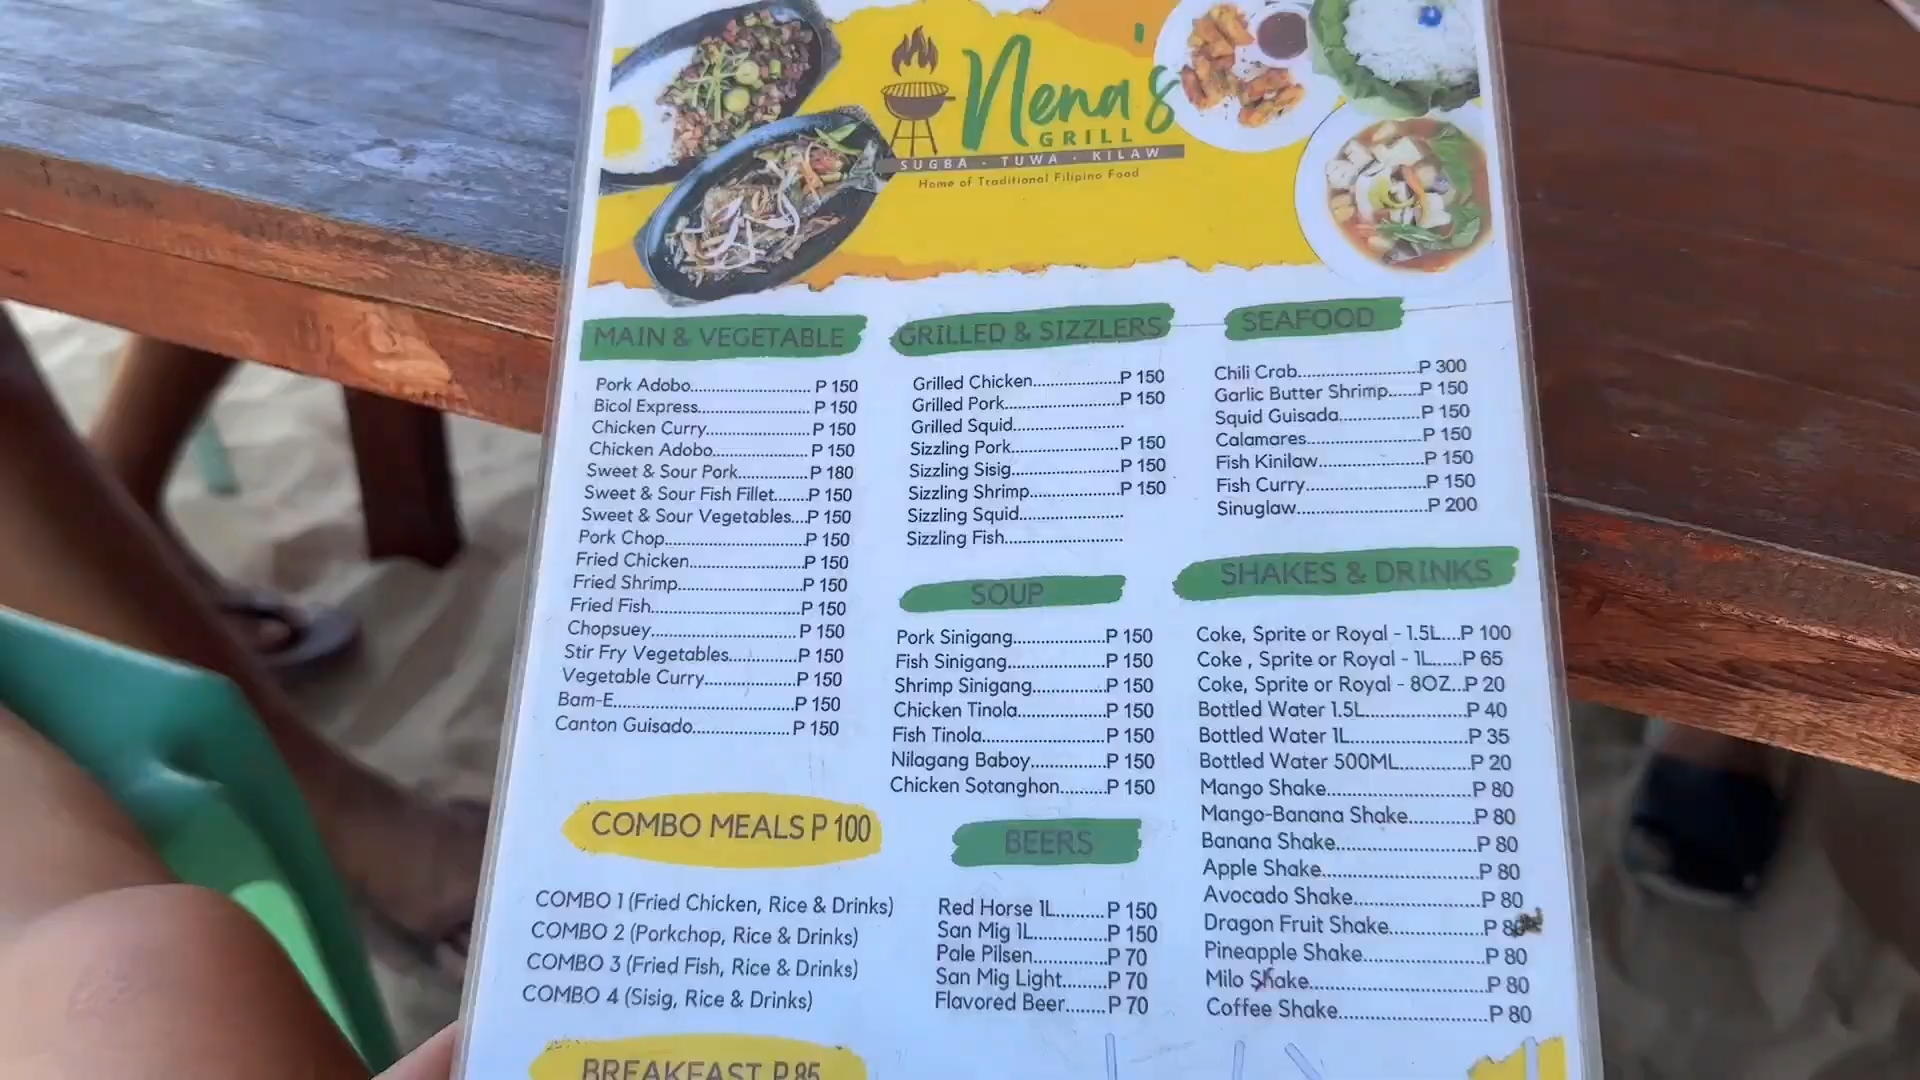 Nena's
GRILL
SUGBA · TUWA · KILAW
Home of Traditional Filipino Food
MAIN & VEGETABLE
Pork Adobo............................ P 150
Bicol Express.......................... P 150
Chicken Curry........................ P 150
Chicken Adobo...................... P 150
Sweet & Sour Pork............... P 180
Sweet & Sour Fish Fillet.......P 150
Sweet & Sour Vegetables....P 150
Pork Chop...............................P 150
Fried Chicken.........................P 150
Fried Shrimp...........................P 150
Fried Fish.................................P 150
Chopsuey................................ P 150
Stir Fry Vegetables...............P 150
Vegetable Curry....................P 150
Bam-E........................................P 150
Canton Guisado.....................P 150
COMBO MEALS P 100
COMBO 1 (Fried Chicken, Rice & Drinks)
COMBO 2 (Porkchop, Rice & Drinks)
COMBO 3 (Fried Fish, Rice & Drinks)
COMBO 4 (Sisig, Rice & Drinks)
BREAKFAST P 85
GRILLED & SIZZLERS
Grilled Chicken.....................P 150
Grilled Pork............................P 150
Grilled Squid..........................
Sizzling Pork..........................P 150
Sizzling Sisig..........................P 150
Sizzling Shrimp.....................P 150
Sizzling Squid........................
Sizzling Fish............................
SOUP
Pork Sinigang.....................P 150
Fish Sinigang......................P 150
Shrimp Sinigang................P 150
Chicken Tinola....................P 150
Fish Tinola............................P 150
Nilagang Baboy.................P 150
Chicken Sotanghon..........P 150
BEERS
Red Horse 1L..........P 150
San Mig 1L...............P 150
Pale Pilsen...............P 70
San Mig Light.........P 70
Flavored Beer........P 70
SEAFOOD
Chili Crab.............................P 300
Garlic Butter Shrimp.......P 150
Squid Guisada...................P 150
Calamares...........................P 150
Fish Kinilaw.........................P 150
Fish Curry............................P 150
Sinuglaw...............................P 200
SHAKES & DRINKS
Coke, Sprite or Royal - 1.5L....P 100
Coke , Sprite or Royal - 1L......P 65
Coke, Sprite or Royal - 8OZ...P 20
Bottled Water 1.5L.....................P 40
Bottled Water 1L.........................P 35
Bottled Water 500ML..............P 20
Mango Shake................................P 80
Mango-Banana Shake.............P 80
Banana Shake..............................P 80
Apple Shake..................................P 80
Avocado Shake............................P 80
Dragon Fruit Shake...................P 80
Pineapple Shake.........................P 80
Milo Shake....................................P 80
Coffee Shake................................P 80